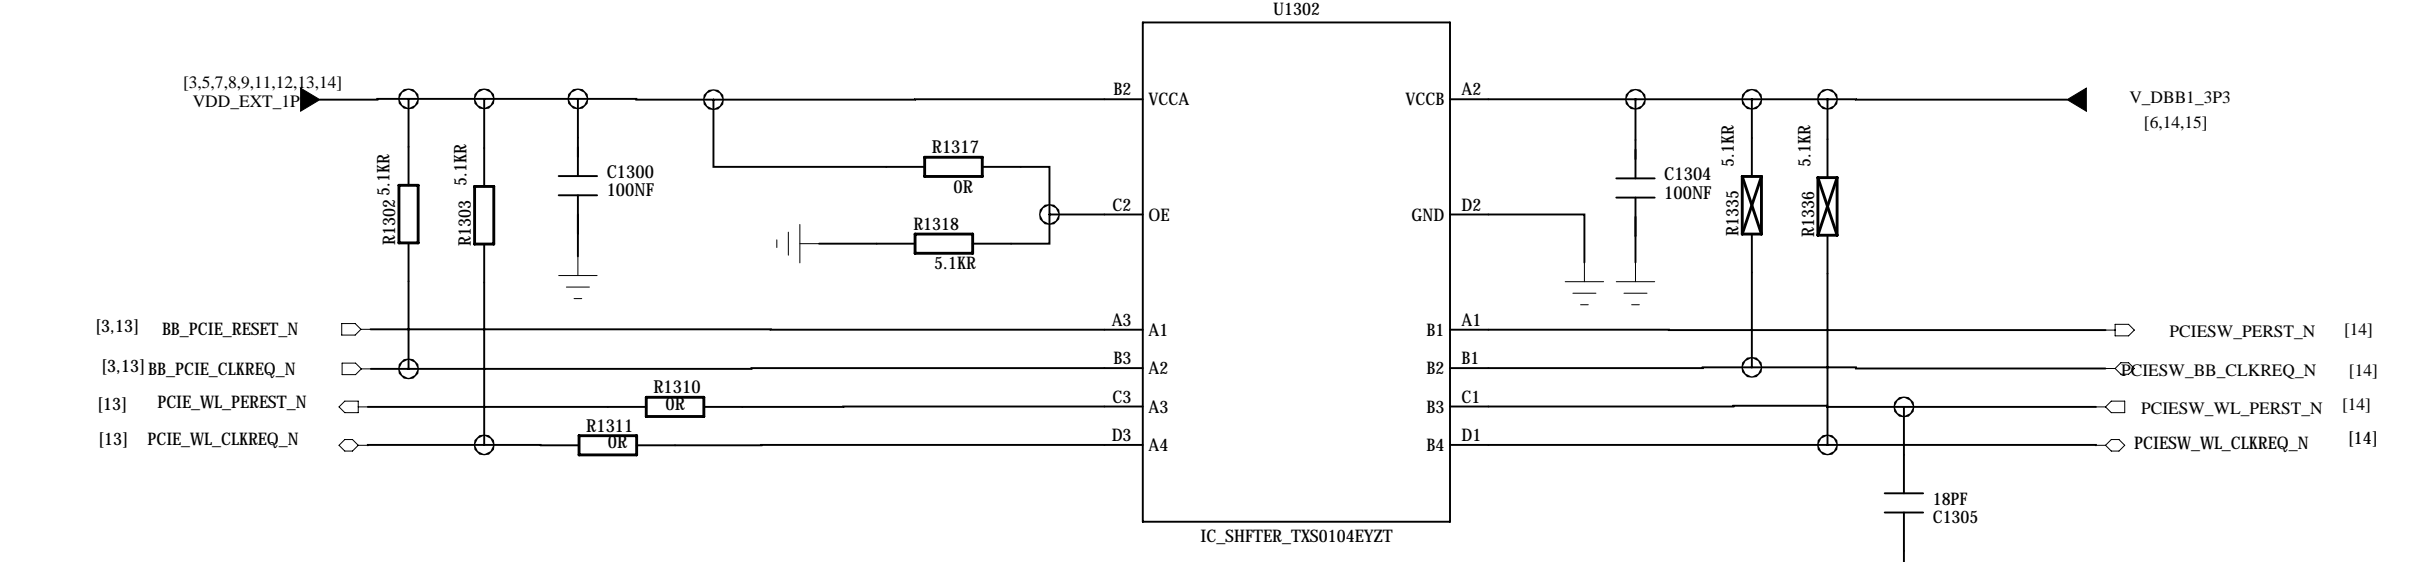 U1302
[3,5,7,8,9,11,12,13,14]
VDD_EXT_1P
B2
VCCA
VCCB
A2
V_DBB1_3P3
[6,14,15]
R1302
5.1KR
R1303
5.1KR
C1300
100NF
R1317
0R
C2
OE
R1318
5.1KR
GND
D2
C1304
100NF
R1335
5.1KR
R1336
5.1KR
[3,13] BB_PCIE_RESET_N
A3
A1
B1
A1
PCIESW_PERST_N [14]
[3,13] BB_PCIE_CLKREQ_N
B3
A2
B2
B1
PCIESW_BB_CLKREQ_N [14]
[13] PCIE_WL_PEREST_N
R1310
0R
C3
A3
B3
C1
PCIESW_WL_PERST_N [14]
[13] PCIE_WL_CLKREQ_N
R1311
0R
D3
A4
B4
D1
PCIESW_WL_CLKREQ_N [14]
18PF
C1305
IC_SHFTER_TXS0104EYZT